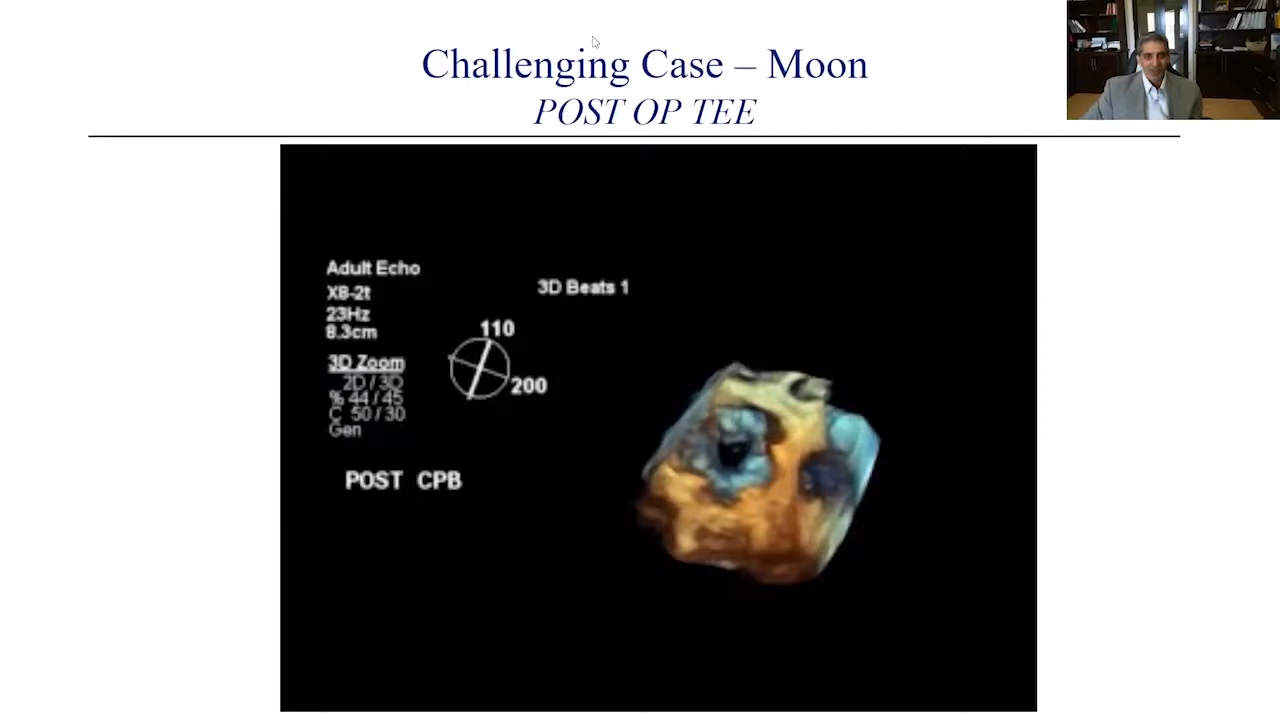 Challenging Case – Moon
POST OP TEE
Adult Echo
X8-2t
23Hz
8.3cm
3D Beats 1
110
200
3D Zoom
2D / 3D
% 44 / 45
C 50 / 30
Gen
POST CPB